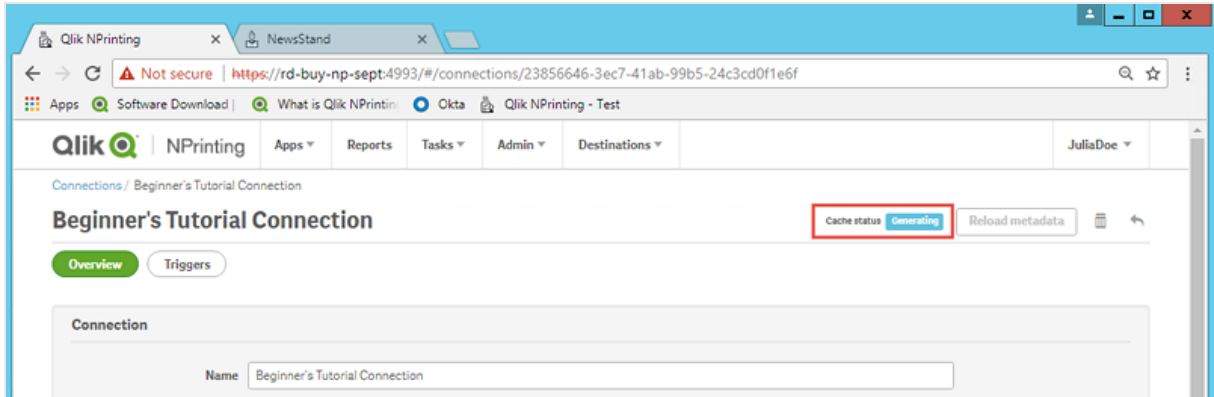 Qlik NPrinting NewsStand
Not secure | https://rd-buy-np-sept:4993/#/connections/23856646-3ec7-41ab-99b5-24c3cd0f1e6f
Apps Software Download | What is Qlik NPrintin Okta Qlik NPrinting - Test
Qlik NPrinting Apps Reports Tasks Admin Destinations JuliaDoe
Connections / Beginner's Tutorial Connection
Beginner's Tutorial Connection Cache status Generating Reload metadata
Overview Triggers
Connection
Name Beginner's Tutorial Connection